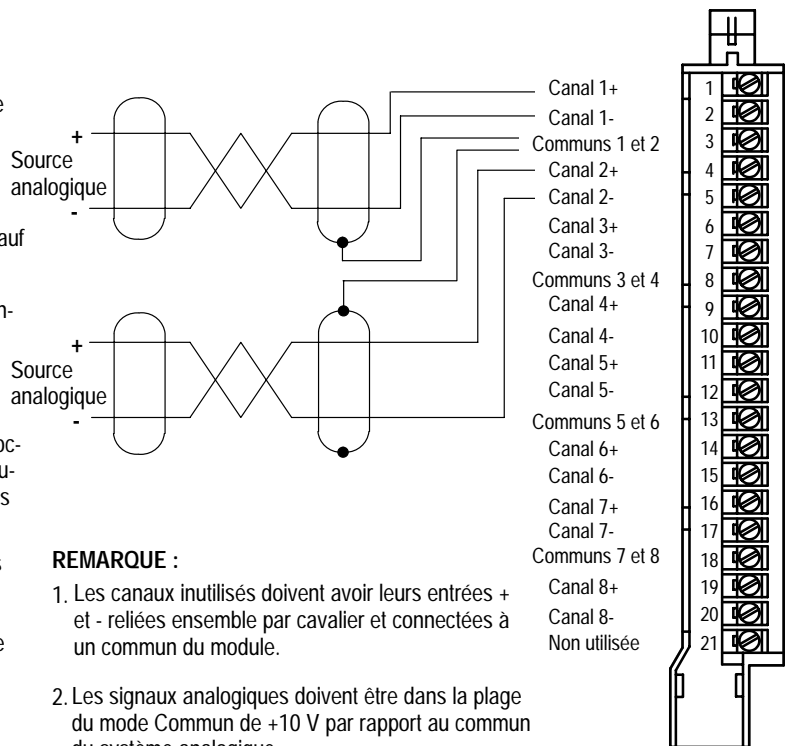 e
auf
n-
oc-
u-
s
s
e
+
Source
analogique
-
+
Source
analogique
-
Canal 1+
Canal 1-
Communs 1 et 2
Canal 2+
Canal 2-
Canal 3+
Canal 3-
Communs 3 et 4
Canal 4+
Canal 4-
Canal 5+
Canal 5-
Communs 5 et 6
Canal 6+
Canal 6-
Canal 7+
Canal 7-
Communs 7 et 8
Canal 8+
Canal 8-
Non utilisée
1
2
3
4
5
6
7
8
9
10
11
12
13
14
15
16
17
18
19
20
21
REMARQUE :
1. Les canaux inutilisés doivent avoir leurs entrées +
et - reliées ensemble par cavalier et connectées à
un commun du module.
2. Les signaux analogiques doivent être dans la plage
du mode Commun de +10 V par rapport au commun
du système analogique